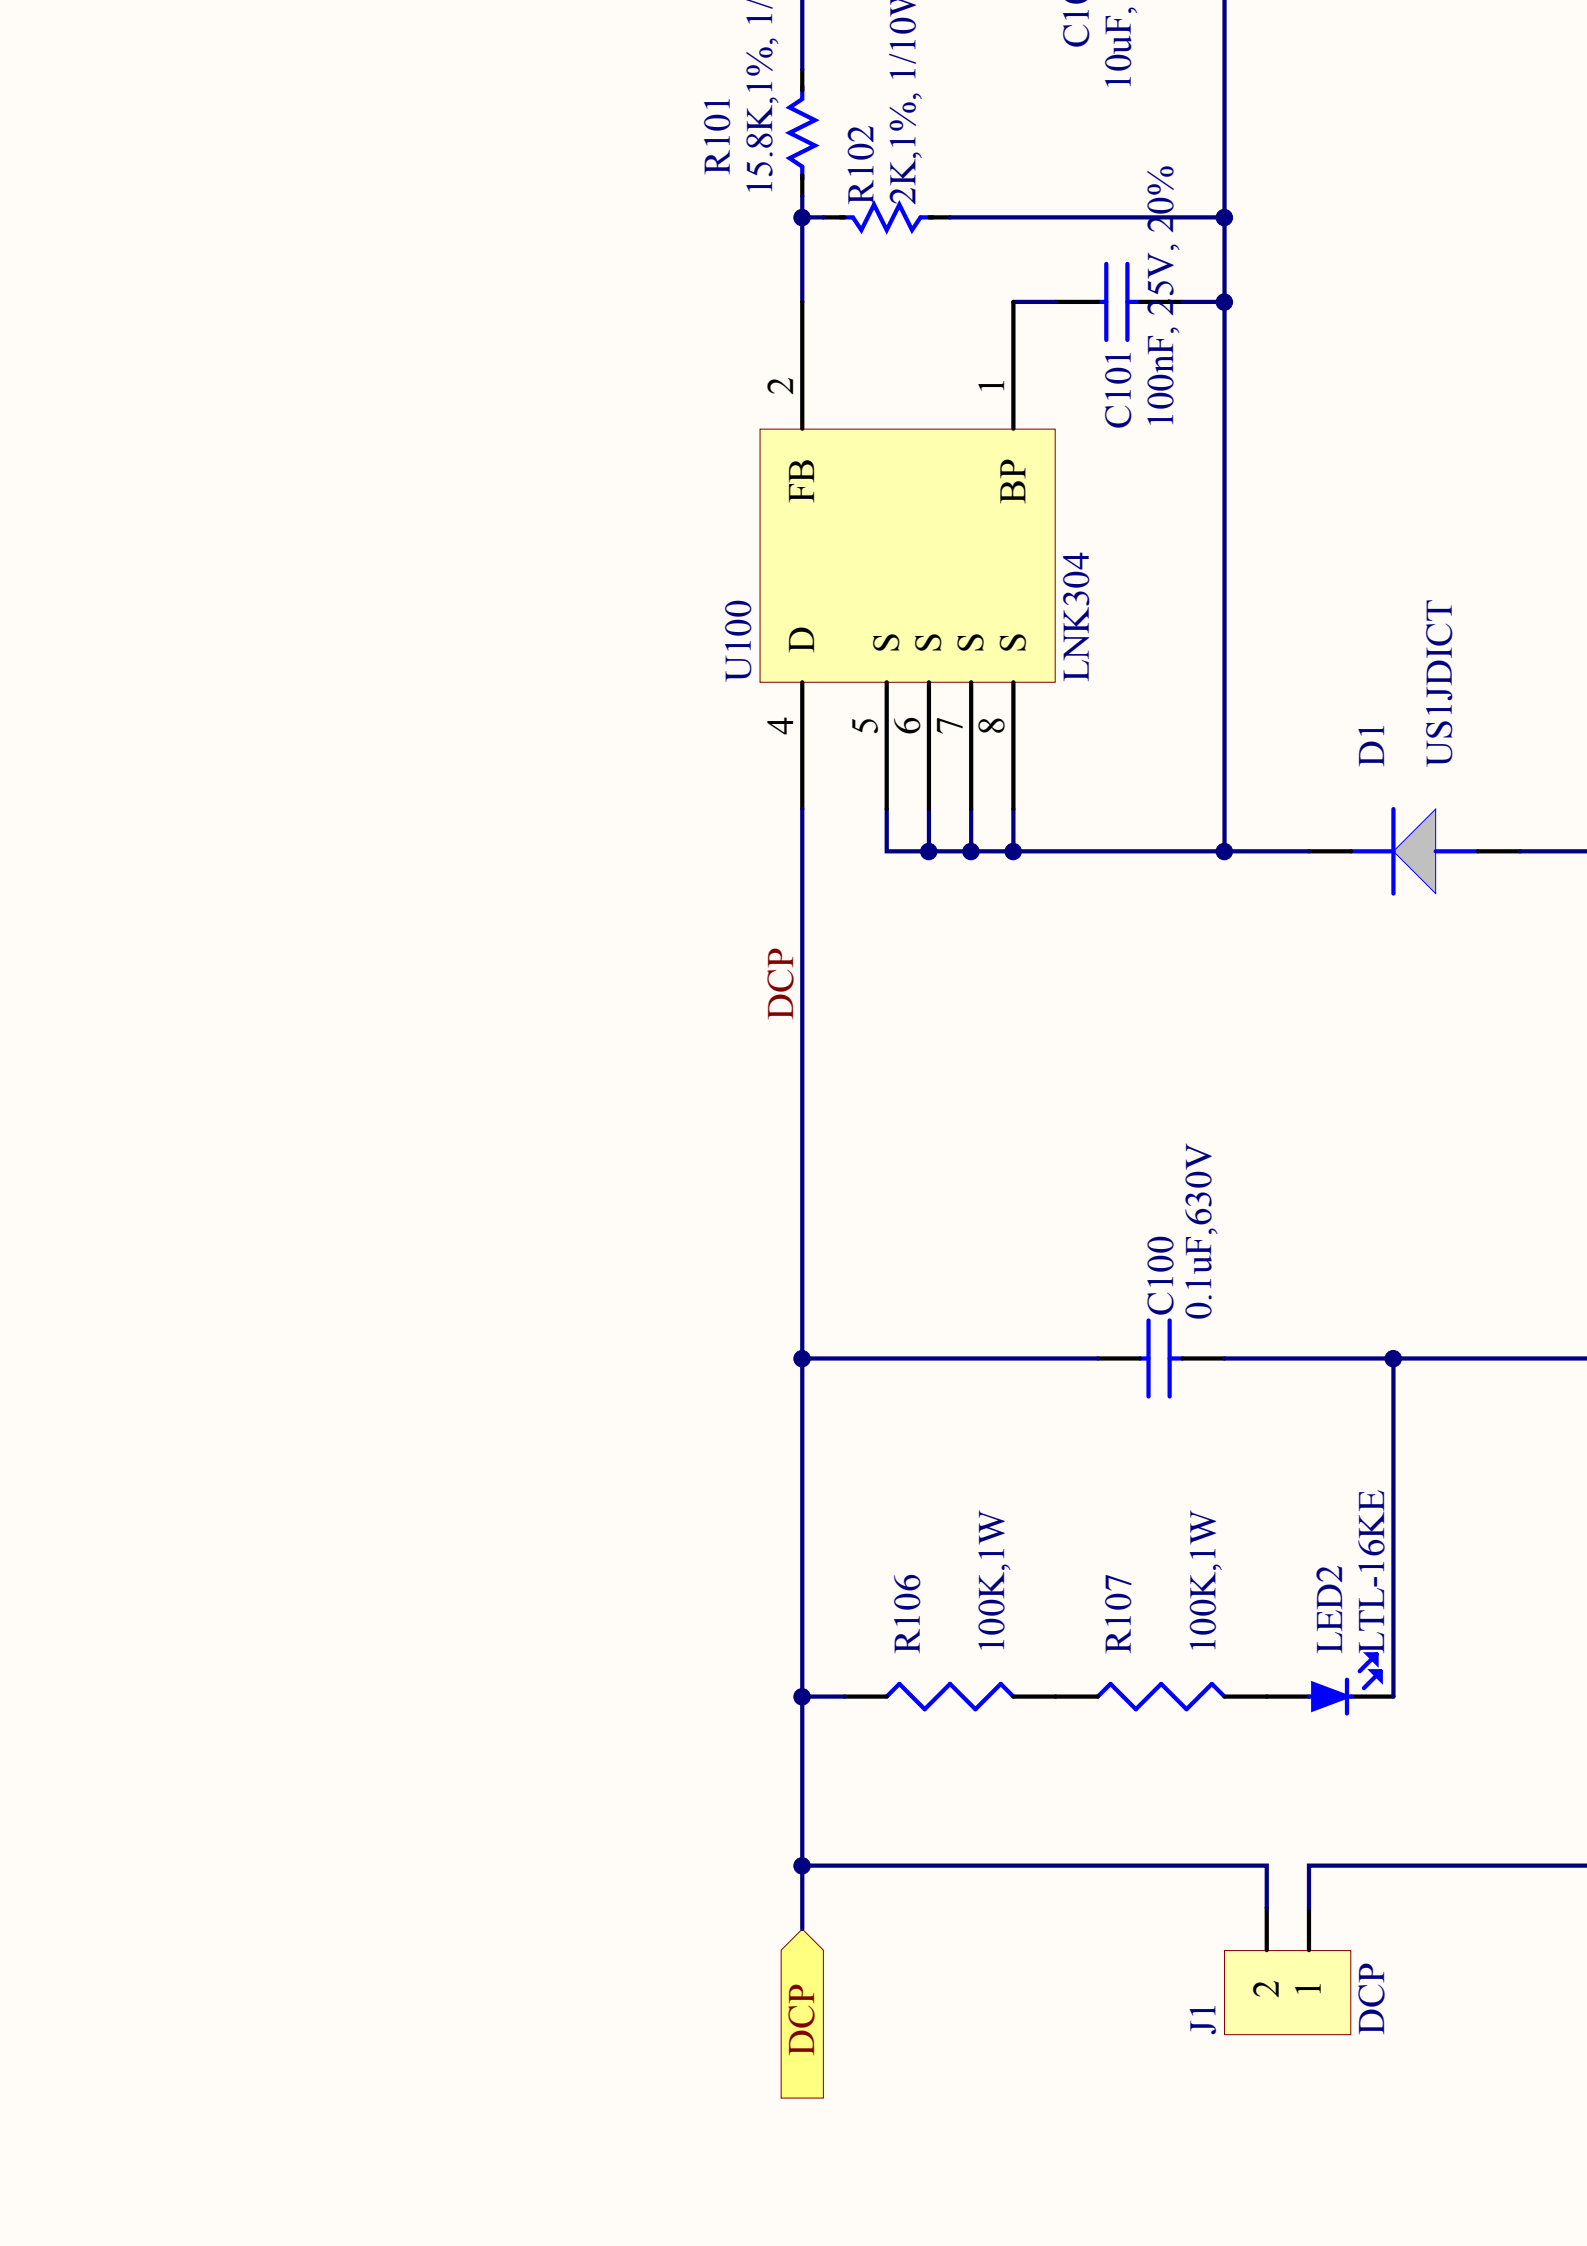 R101
15.8K,1%, 1/
R102
2K,1%, 1/10W
10uF,
2
1
C101
100nF, 25V, 20%
U100
D
FB
S
S
S
S
BP
LNK304
4
5
6
7
8
D1
US1JDICT
DCP
C100
0.1uF,630V
R106
100K,1W
R107
100K,1W
LED2
LTL-16KE
DCP
J1
2
1
DCP